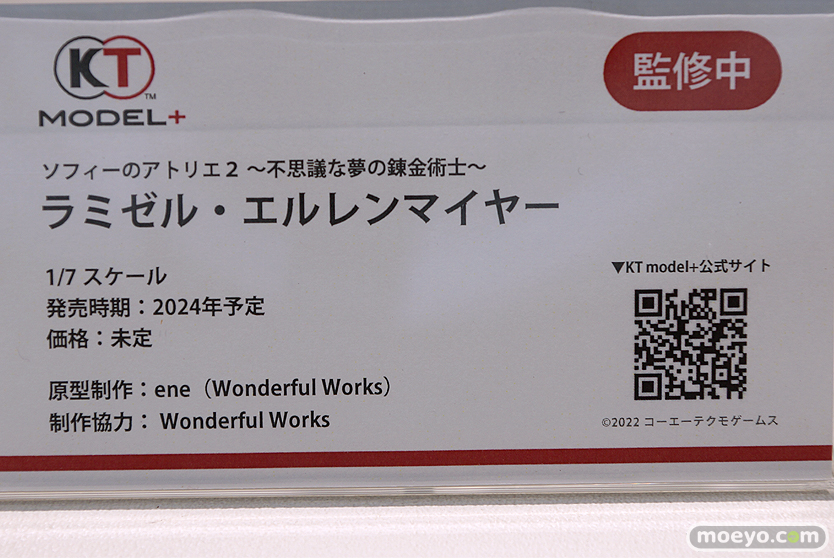 KT
TM
MODEL+
監修中
ソフィーのアトリエ2 ～不思議な夢の錬金術士～
ラミゼル・エルレンマイヤー
1/7 スケール
発売時期：2024年予定
価格：未定
原型制作：ene（Wonderful Works）
制作協力： Wonderful Works
▼KT model+公式サイト
©2022 コーエーテクモゲームス
moeyo.com